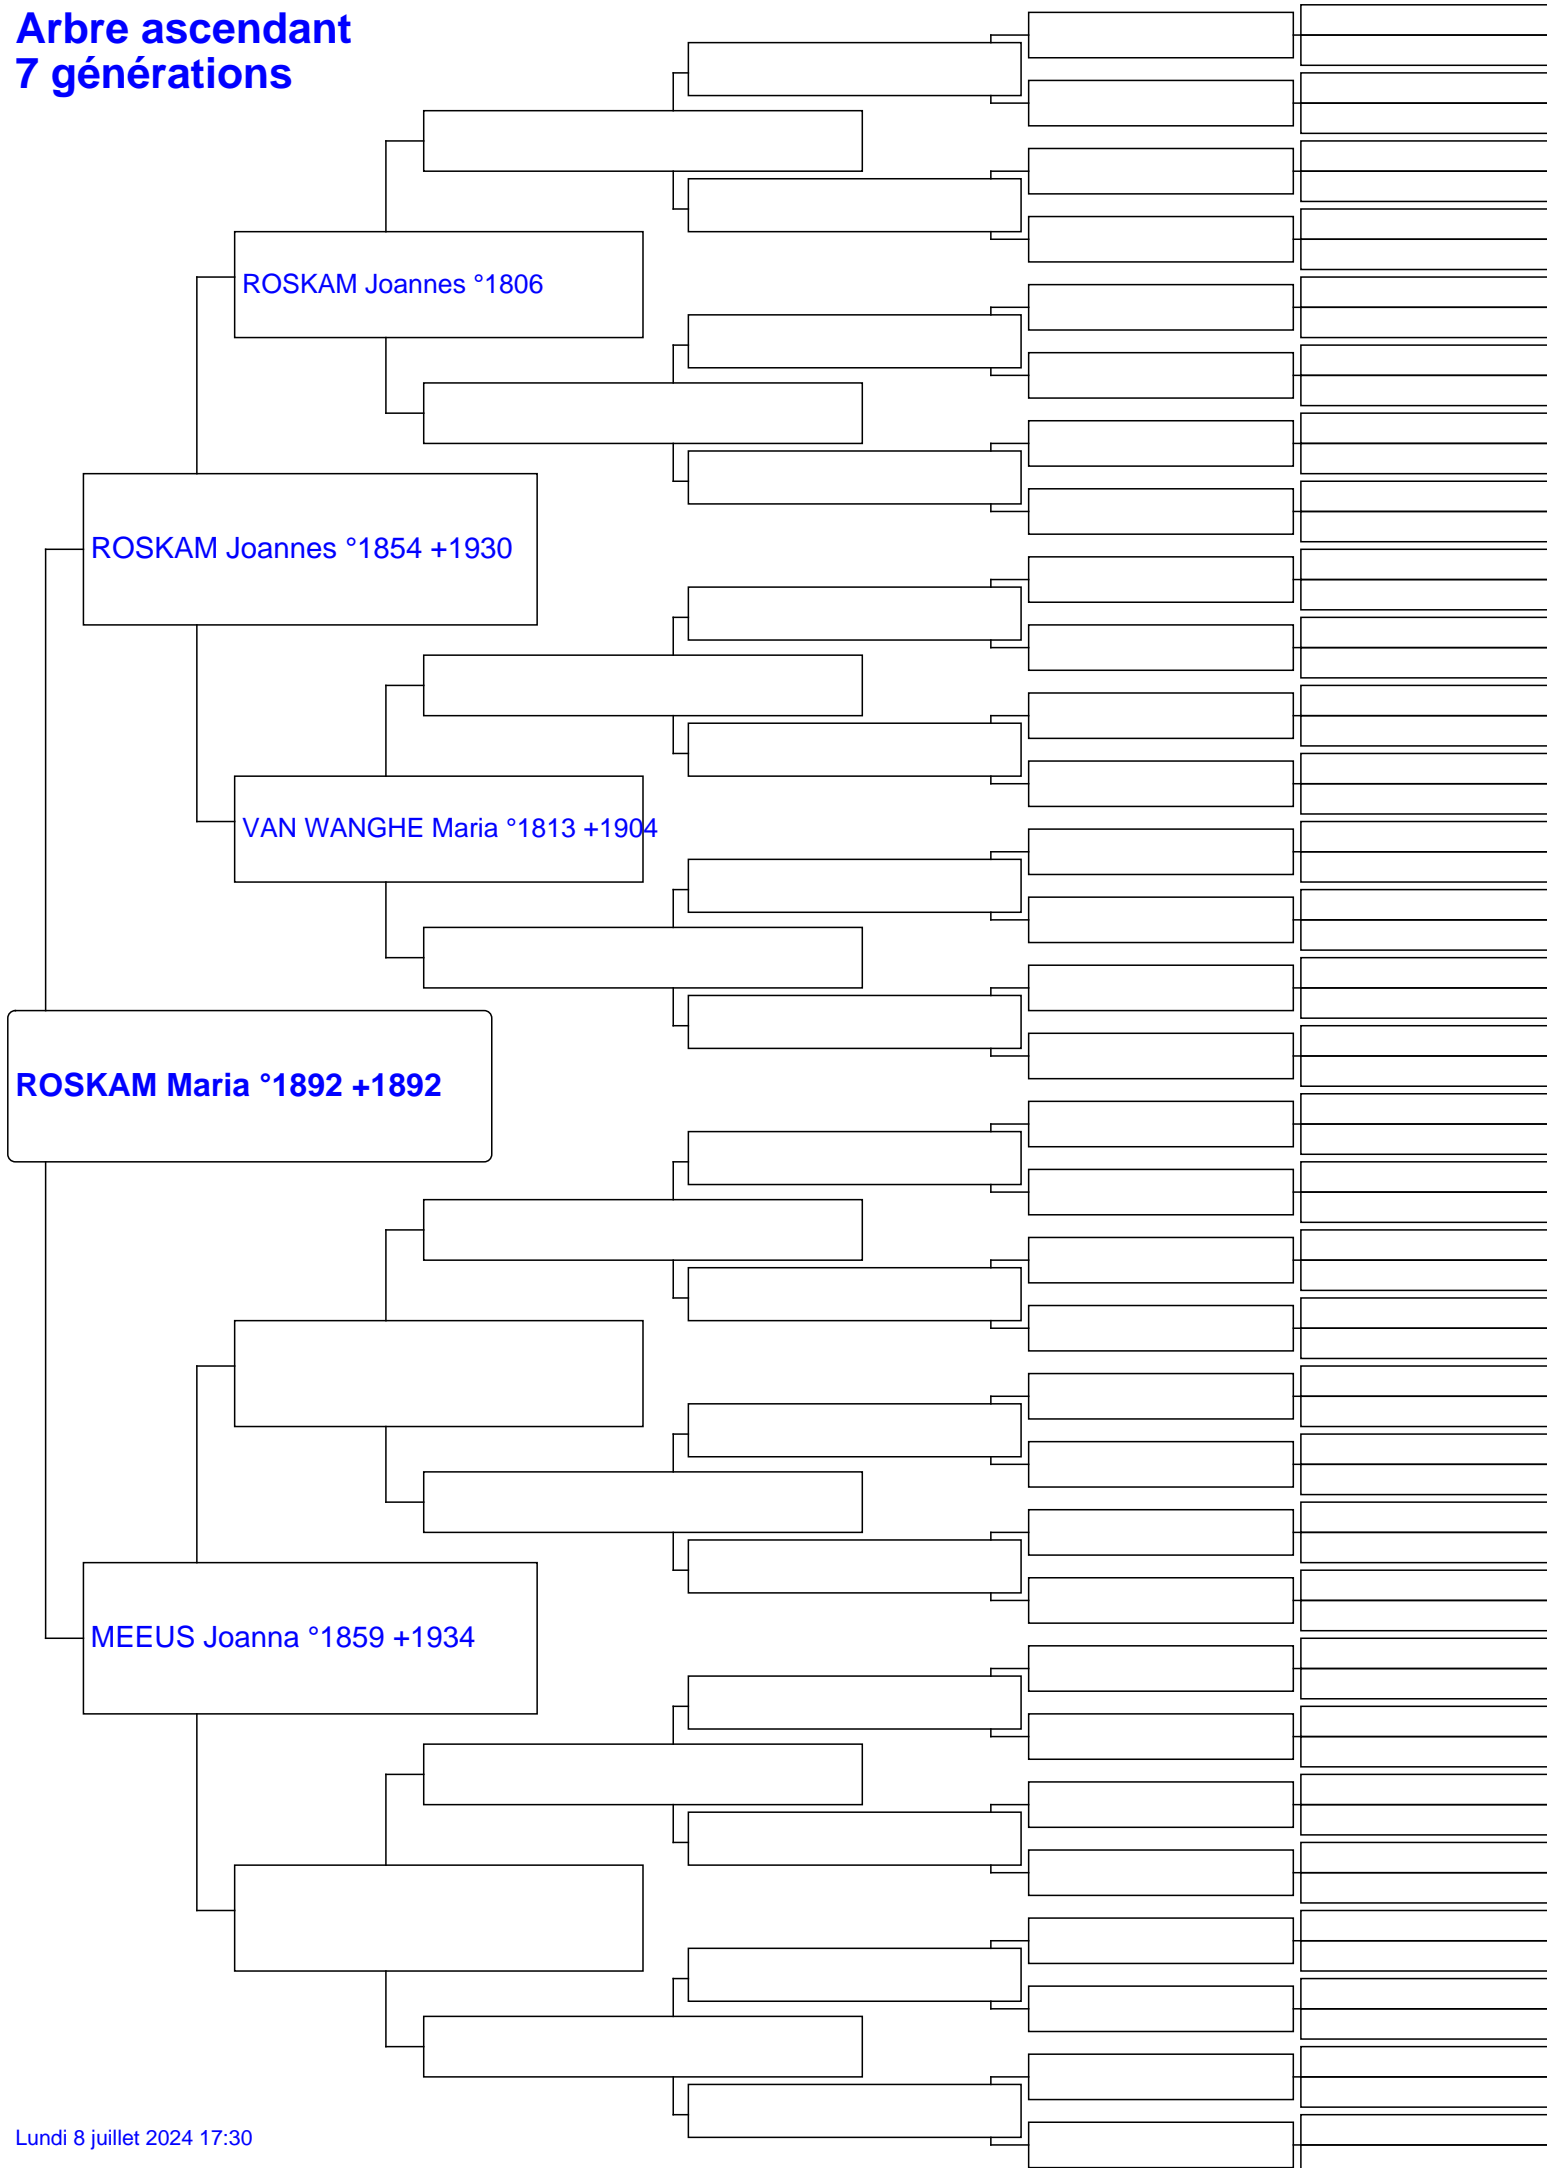 Arbre ascendant
7 générations
ROSKAM Joannes °1806
ROSKAM Joannes °1854 +1930
VAN WANGHE Maria °1813 +1904
ROSKAM Maria °1892 +1892
MEEUS Joanna °1859 +1934
Lundi 8 juillet 2024 17:30